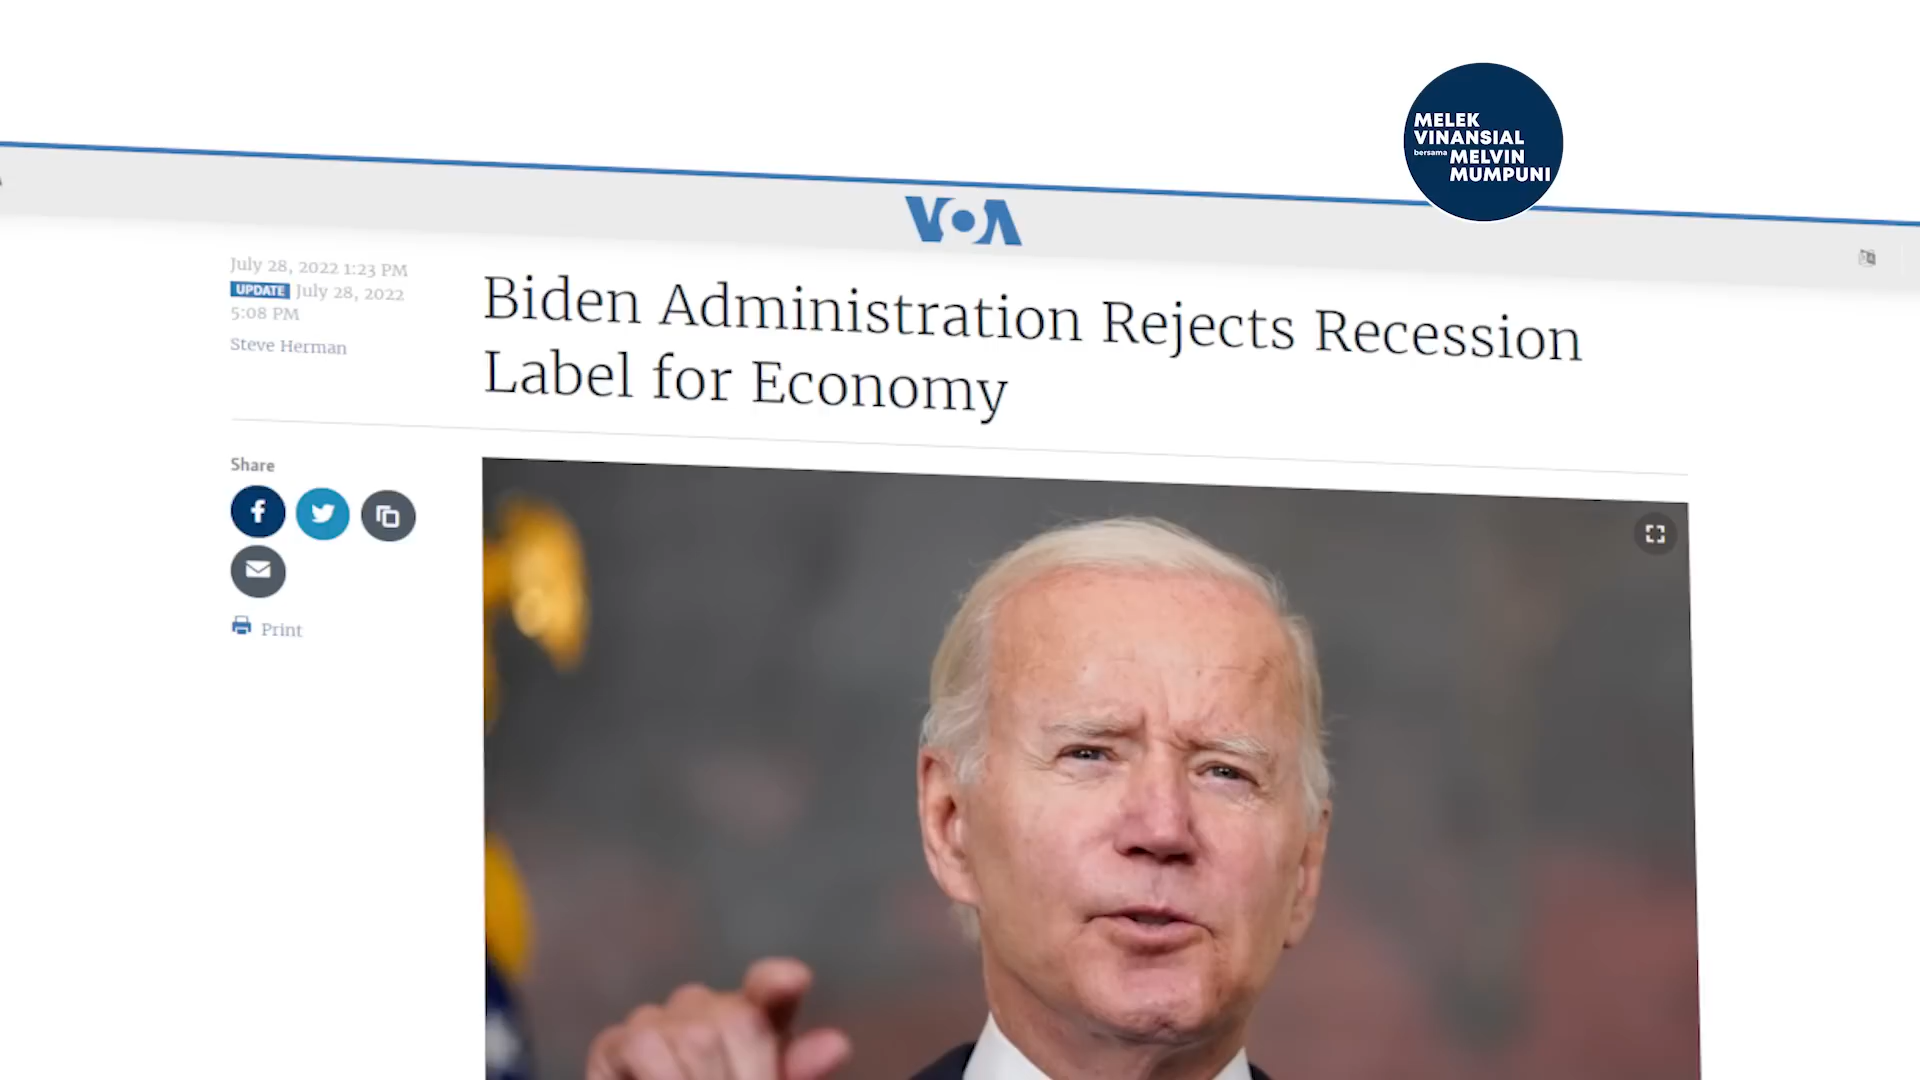 MELEK
VINANSIAL
bersama MELVIN
MUMPUNI
VOA
July 28, 2022 1:23 PM
UPDATE July 28, 2022
5:08 PM
Steve Herman
Biden Administration Rejects Recession
Label for Economy
Share
Print